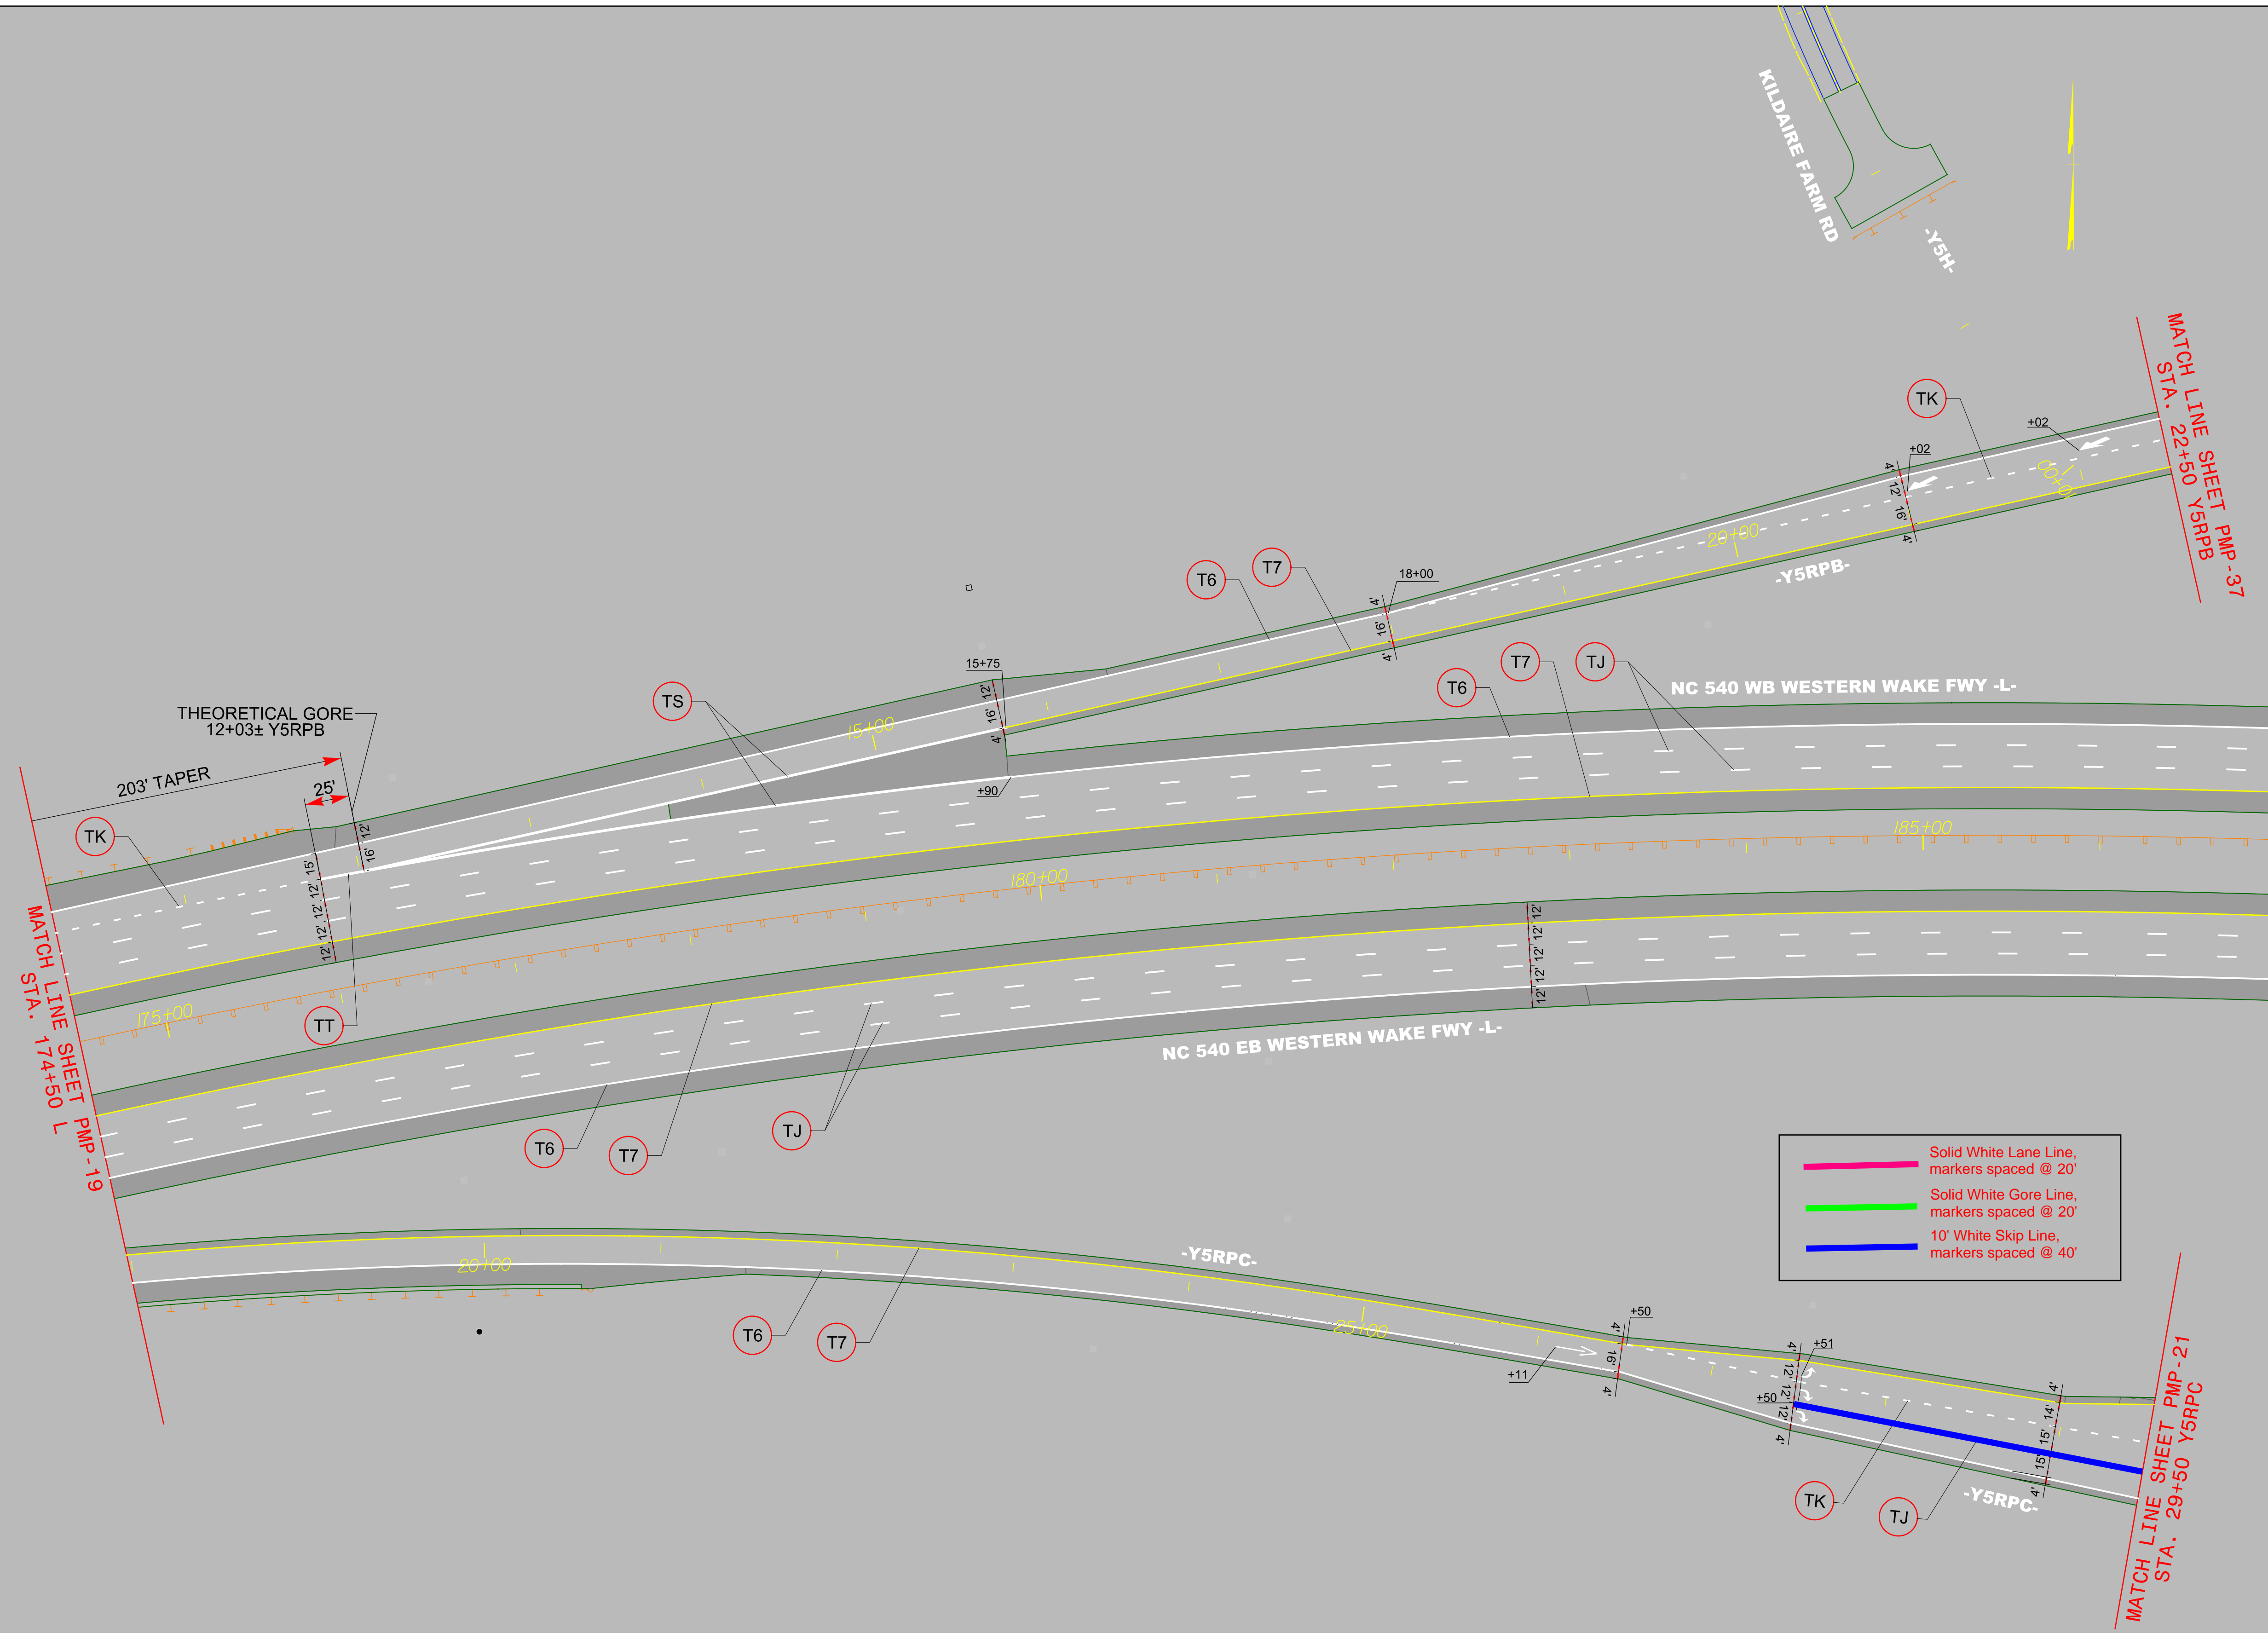 KILDAIRE FARM RD
-Y5H-
MATCH LINE SHEET PMP-37
STA. 22+50 Y5RPB
TK
+02
+02
4'
12'
16'
4'
20+00
-Y5RPB-
T6
T7
18+00
4'
16'
4'
15+75
12'
16'
4'
15+00
TS
+90
THEORETICAL GORE
12+03± Y5RPB
203' TAPER
25'
TK
12'
16'
15'
12'
12'
12'
12'
TT
T6
T7
TJ
NC 540 WB WESTERN WAKE FWY -L-
185+00
180+00
175+00
MATCH LINE SHEET PMP-19
STA. 174+50 L
12'
12'
12'
12'
12'
NC 540 EB WESTERN WAKE FWY -L-
T6
T7
TJ
Solid White Lane Line,
markers spaced @ 20'
Solid White Gore Line,
markers spaced @ 20'
10' White Skip Line,
markers spaced @ 40'
20+00
-Y5RPC-
25+00
T6
T7
+11
4'
+50
16'
4'
4'
+51
12'
12'
+50
12'
4'
4'
14'
15'
15'
4'
TK
TJ
-Y5RPC-
MATCH LINE SHEET PMP-21
STA. 29+50 Y5RPC